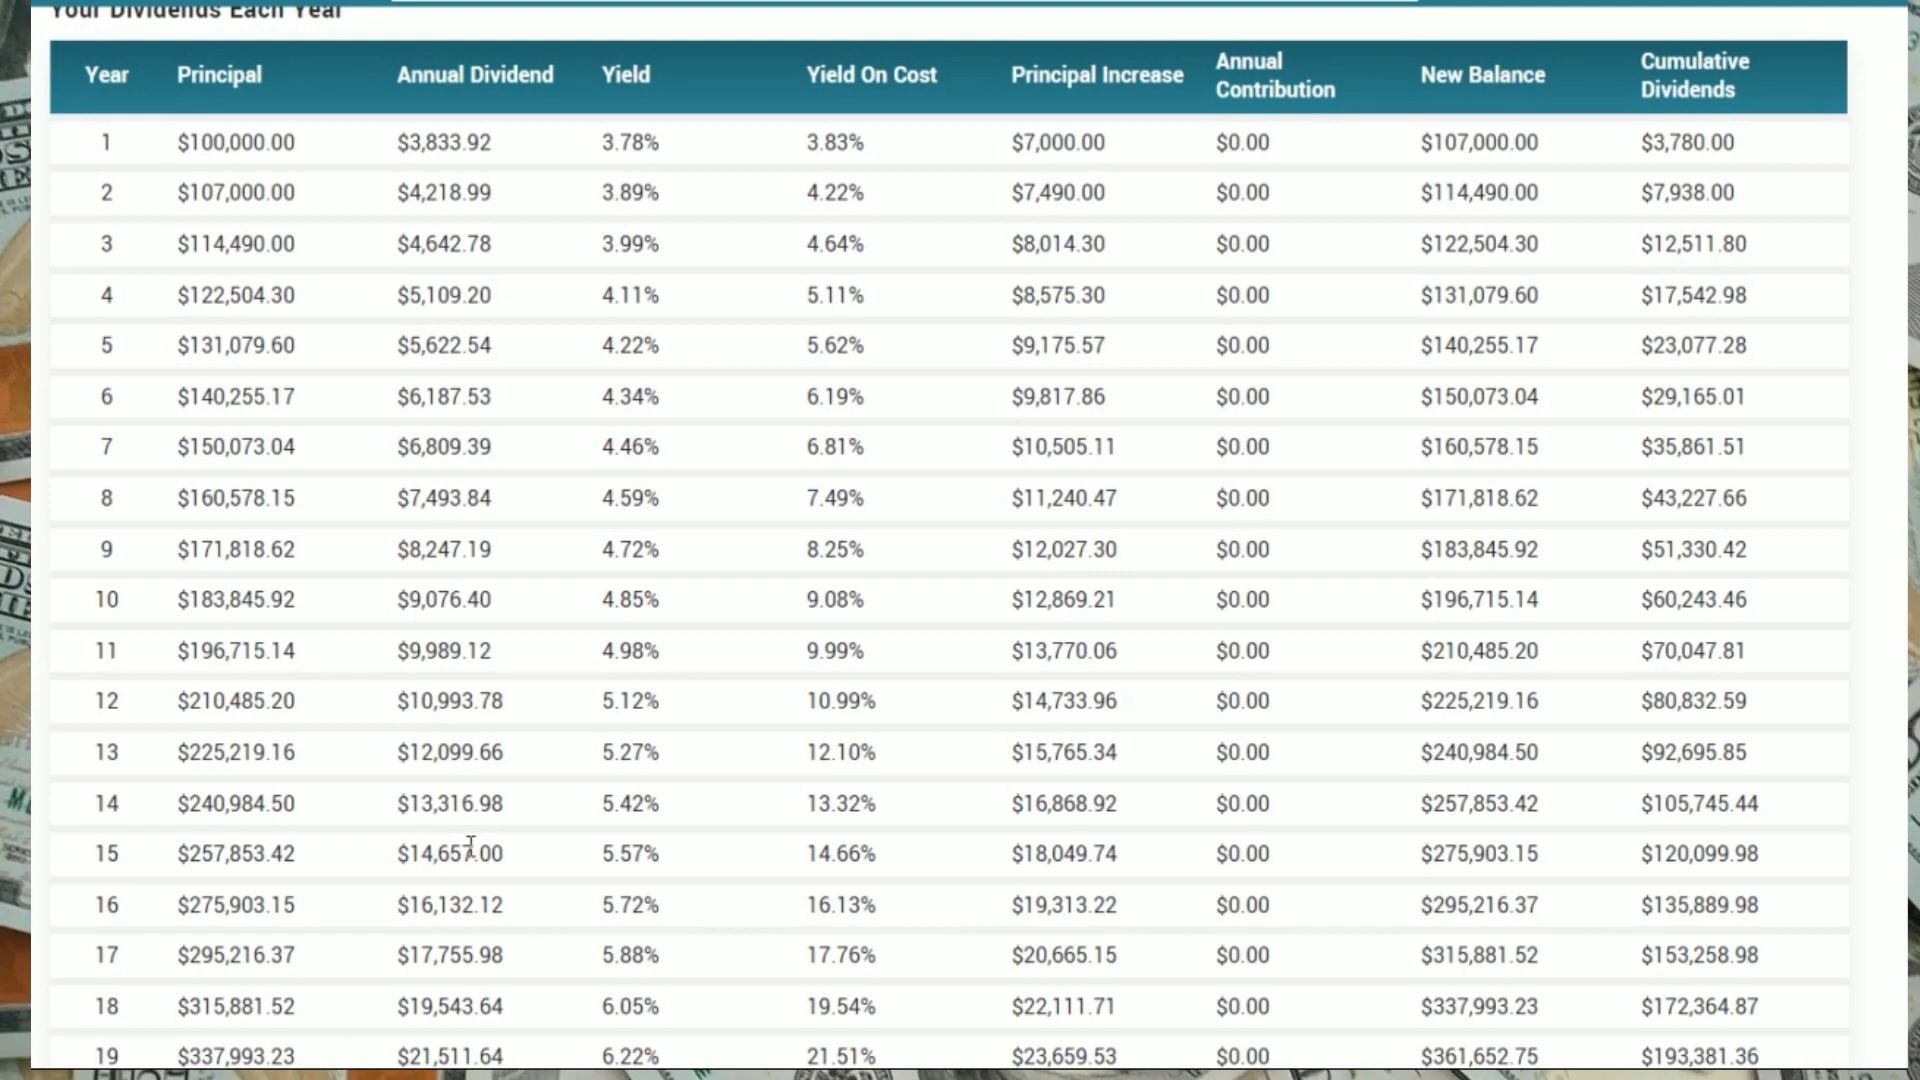 Your Dividends Each Year
Year Principal Annual Dividend Yield Yield On Cost Principal Increase Annual Contribution New Balance Cumulative Dividends
1 $100,000.00 $3,833.92 3.78% 3.83% $7,000.00 $0.00 $107,000.00 $3,780.00
2 $107,000.00 $4,218.99 3.89% 4.22% $7,490.00 $0.00 $114,490.00 $7,938.00
3 $114,490.00 $4,642.78 3.99% 4.64% $8,014.30 $0.00 $122,504.30 $12,511.80
4 $122,504.30 $5,109.20 4.11% 5.11% $8,575.30 $0.00 $131,079.60 $17,542.98
5 $131,079.60 $5,622.54 4.22% 5.62% $9,175.57 $0.00 $140,255.17 $23,077.28
6 $140,255.17 $6,187.53 4.34% 6.19% $9,817.86 $0.00 $150,073.04 $29,165.01
7 $150,073.04 $6,809.39 4.46% 6.81% $10,505.11 $0.00 $160,578.15 $35,861.51
8 $160,578.15 $7,493.84 4.59% 7.49% $11,240.47 $0.00 $171,818.62 $43,227.66
9 $171,818.62 $8,247.19 4.72% 8.25% $12,027.30 $0.00 $183,845.92 $51,330.42
10 $183,845.92 $9,076.40 4.85% 9.08% $12,869.21 $0.00 $196,715.14 $60,243.46
11 $196,715.14 $9,989.12 4.98% 9.99% $13,770.06 $0.00 $210,485.20 $70,047.81
12 $210,485.20 $10,993.78 5.12% 10.99% $14,733.96 $0.00 $225,219.16 $80,832.59
13 $225,219.16 $12,099.66 5.27% 12.10% $15,765.34 $0.00 $240,984.50 $92,695.85
14 $240,984.50 $13,316.98 5.42% 13.32% $16,868.92 $0.00 $257,853.42 $105,745.44
15 $257,853.42 $14,657.00 5.57% 14.66% $18,049.74 $0.00 $275,903.15 $120,099.98
16 $275,903.15 $16,132.12 5.72% 16.13% $19,313.22 $0.00 $295,216.37 $135,889.98
17 $295,216.37 $17,755.98 5.88% 17.76% $20,665.15 $0.00 $315,881.52 $153,258.98
18 $315,881.52 $19,543.64 6.05% 19.54% $22,111.71 $0.00 $337,993.23 $172,364.87
19 $337,993.23 $21,511.64 6.22% 21.51% $23,659.53 $0.00 $361,652.75 $193,381.36